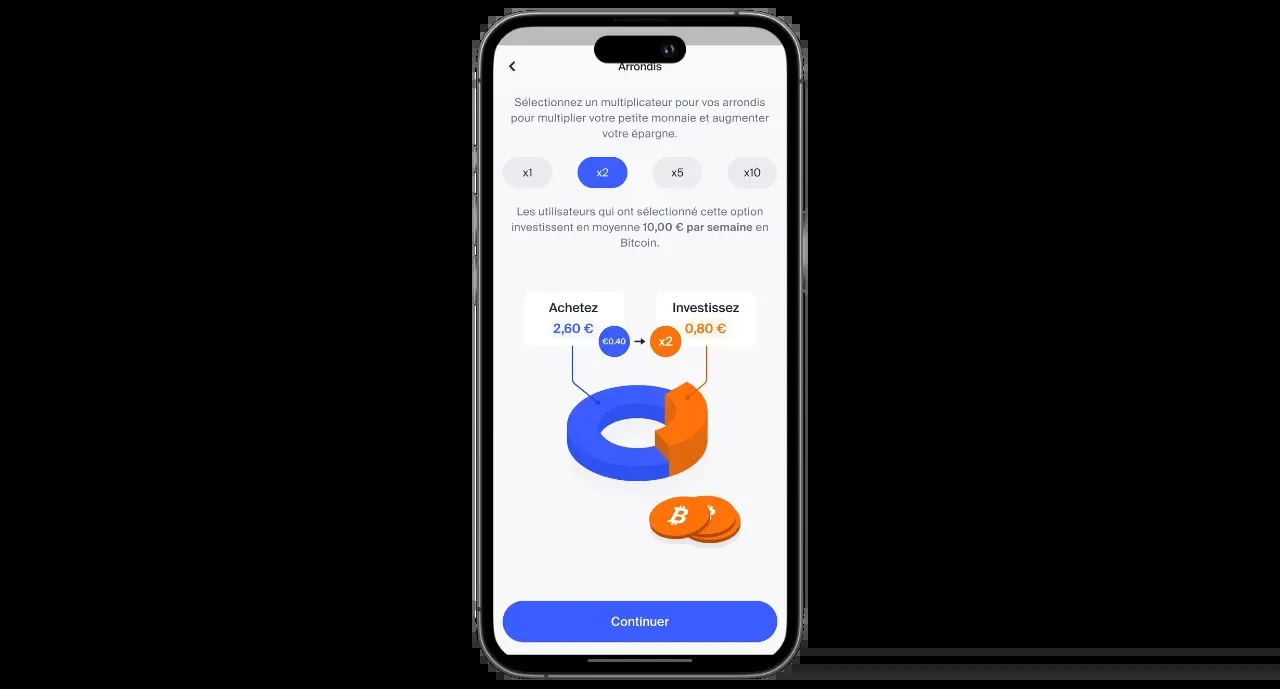 Arrondis
Sélectionnez un multiplicateur pour vos arrondis
pour multiplier votre petite monnaie et augmenter
votre épargne.
x1 x2 x5 x10
Les utilisateurs qui ont sélectionné cette option
investissent en moyenne 10,00 € par semaine en
Bitcoin.
Achetez
2,60 €
€0.40
x2
Investissez
0,80 €
Continuer